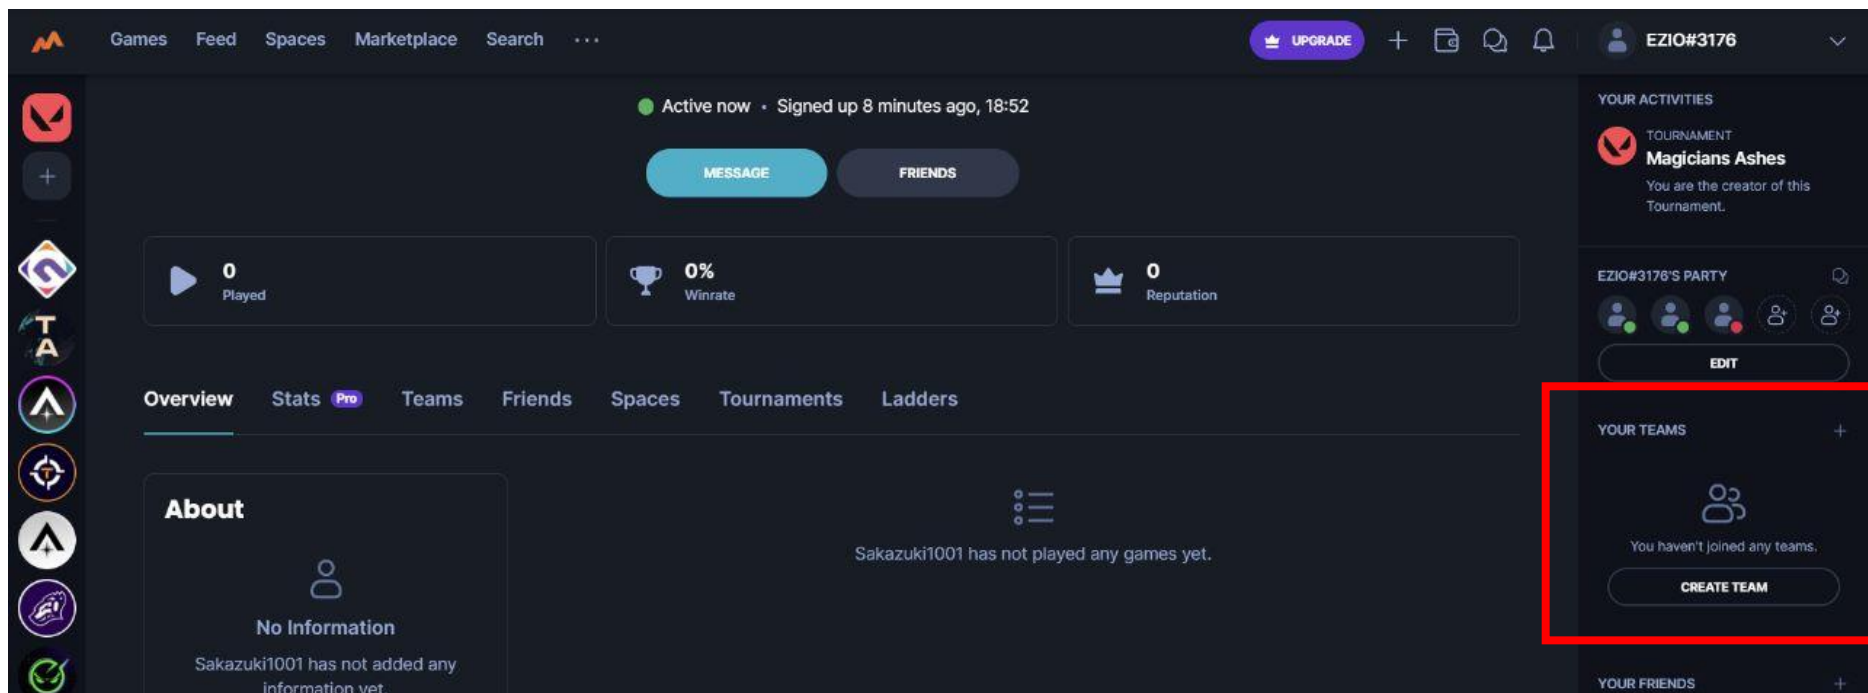 Games Feed Spaces Marketplace Search ...
UPGRADE
EZIO#3176
Active now • Signed up 8 minutes ago, 18:52
MESSAGE FRIENDS
0
Played
0%
Winrate
0
Reputation
Overview Stats Pro Teams Friends Spaces Tournaments Ladders
About
No Information
Sakazuki1001 has not added any
information yet.
Sakazuki1001 has not played any games yet.
YOUR ACTIVITIES
TOURNAMENT
Magicians Ashes
You are the creator of this
Tournament.
EZIO#3176'S PARTY
EDIT
YOUR TEAMS
You haven't joined any teams.
CREATE TEAM
YOUR FRIENDS
T
A